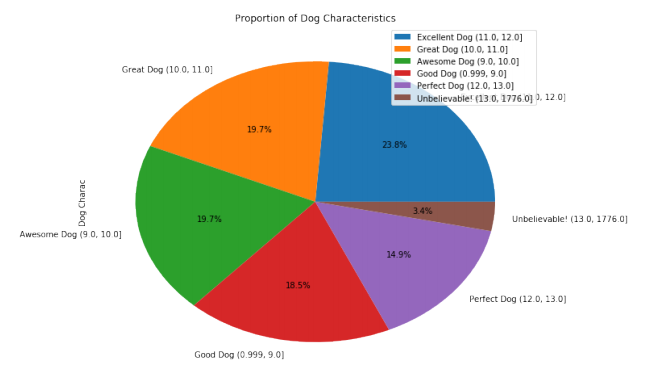 Proportion of Dog Characteristics
Excellent Dog (11.0, 12.0]
Great Dog (10.0, 11.0]
Awesome Dog (9.0, 10.0]
Good Dog (0.999, 9.0]
Perfect Dog (12.0, 13.0]
Unbelievable! (13.0, 1776.0]
12.0]
Great Dog (10.0, 11.0]
19.7%
23.8%
Dog Charac
19.7%
3.4%
Awesome Dog (9.0, 10.0]
Unbelievable! (13.0, 1776.0]
14.9%
18.5%
Perfect Dog (12.0, 13.0]
Good Dog (0.999, 9.0]